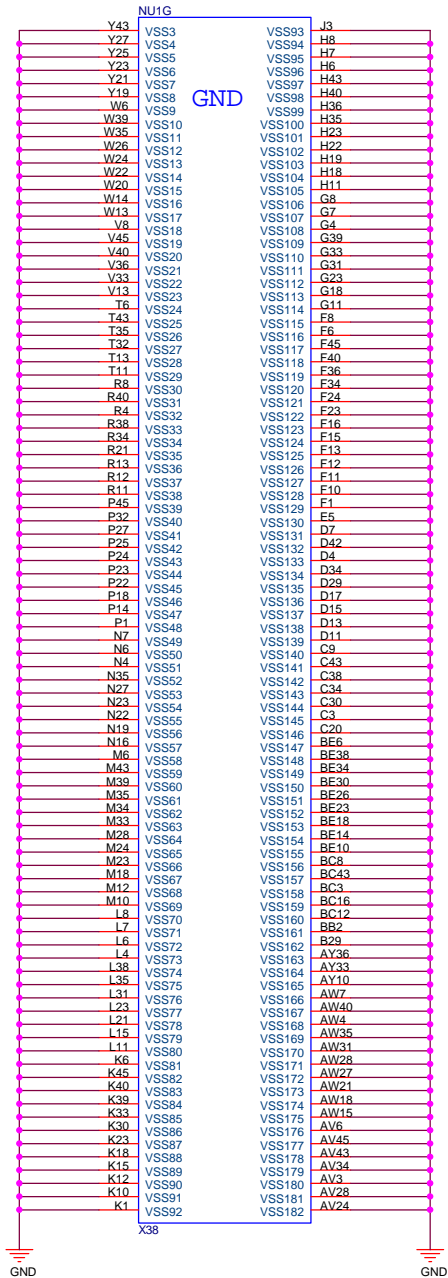 NU1G
Y43 VSS3 VSS93 J3
Y27 VSS4 VSS94 H8
Y25 VSS5 VSS95 H7
Y23 VSS6 VSS96 H6
Y21 VSS7 VSS97 H43
Y19 VSS8 GND VSS98 H40
W6 VSS9 VSS99 H36
W39 VSS10 VSS100 H35
W35 VSS11 VSS101 H23
W26 VSS12 VSS102 H22
W24 VSS13 VSS103 H19
W22 VSS14 VSS104 H18
W20 VSS15 VSS105 H11
W14 VSS16 VSS106 G8
W13 VSS17 VSS107 G7
V8 VSS18 VSS108 G4
V45 VSS19 VSS109 G39
V40 VSS20 VSS110 G33
V36 VSS21 VSS111 G31
V33 VSS22 VSS112 G23
V13 VSS23 VSS113 G18
T6 VSS24 VSS114 G11
T43 VSS25 VSS115 F8
T35 VSS26 VSS116 F6
T32 VSS27 VSS117 F45
T13 VSS28 VSS118 F40
T11 VSS29 VSS119 F36
R8 VSS30 VSS120 F34
R40 VSS31 VSS121 F24
R4 VSS32 VSS122 F23
R38 VSS33 VSS123 F16
R34 VSS34 VSS124 F15
R21 VSS35 VSS125 F13
R13 VSS36 VSS126 F12
R12 VSS37 VSS127 F11
R11 VSS38 VSS128 F10
P45 VSS39 VSS129 F1
P32 VSS40 VSS130 E5
P27 VSS41 VSS131 D7
P25 VSS42 VSS132 D42
P24 VSS43 VSS133 D4
P23 VSS44 VSS134 D34
P22 VSS45 VSS135 D29
P18 VSS46 VSS136 D17
P14 VSS47 VSS137 D15
P1 VSS48 VSS138 D13
N7 VSS49 VSS139 D11
N6 VSS50 VSS140 C9
N4 VSS51 VSS141 C43
N35 VSS52 VSS142 C38
N27 VSS53 VSS143 C34
N23 VSS54 VSS144 C30
N22 VSS55 VSS145 C3
N19 VSS56 VSS146 C20
N16 VSS57 VSS147 BE6
M6 VSS58 VSS148 BE38
M43 VSS59 VSS149 BE34
M39 VSS60 VSS150 BE30
M35 VSS61 VSS151 BE26
M34 VSS62 VSS152 BE23
M33 VSS63 VSS153 BE18
M28 VSS64 VSS154 BE14
M24 VSS65 VSS155 BE10
M23 VSS66 VSS156 BC8
M18 VSS67 VSS157 BC43
M12 VSS68 VSS158 BC3
M10 VSS69 VSS159 BC16
L8 VSS70 VSS160 BC12
L7 VSS71 VSS161 BB2
L6 VSS72 VSS162 B29
L4 VSS73 VSS163 AY36
L38 VSS74 VSS164 AY33
L35 VSS75 VSS165 AY10
L31 VSS76 VSS166 AW7
L23 VSS77 VSS167 AW40
L21 VSS78 VSS168 AW4
L15 VSS79 VSS169 AW35
L11 VSS80 VSS170 AW31
K6 VSS81 VSS171 AW28
K45 VSS82 VSS172 AW27
K40 VSS83 VSS173 AW21
K39 VSS84 VSS174 AW18
K33 VSS85 VSS175 AW15
K30 VSS86 VSS176 AV6
K23 VSS87 VSS177 AV45
K18 VSS88 VSS178 AV43
K15 VSS89 VSS179 AV34
K12 VSS90 VSS180 AV3
K10 VSS91 VSS181 AV28
K1 VSS92 VSS182 AV24
X38
GND GND